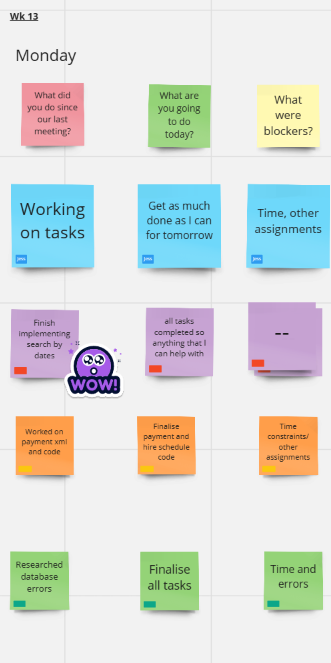 Wk 13
Monday
What did
you do since
our last
meeting?
What are
you going
to do
today?
What
were
blockers?
Working
on tasks
jms
Get as much
done as I can
for tomorrow
jms
Time, other
assignments
jms
Finish
implementing
search by
dates
WOW!
all tasks
completed so
anything that I
can help with
--
Worked on
payment xml
and code
Finalise
payment and
hire schedule
code
Time
constraints/
other
assignments
Researched
database
errors
Finalise
all tasks
Time and
errors